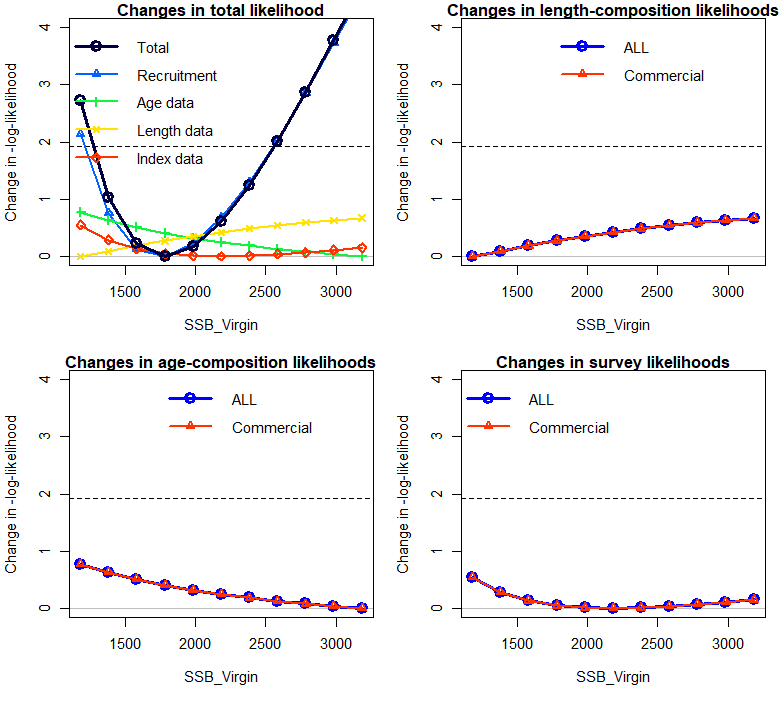 Changes in total likelihood
Change in -log-likelihood
4
3
2
1
0
Total
Recruitment
Age data
Length data
Index data
1500 2000 2500 3000
SSB_Virgin
Changes in length-composition likelihoods
Change in -log-likelihood
4
3
2
1
0
ALL
Commercial
1500 2000 2500 3000
SSB_Virgin
Changes in age-composition likelihoods
Change in -log-likelihood
4
3
2
1
0
ALL
Commercial
1500 2000 2500 3000
SSB_Virgin
Changes in survey likelihoods
Change in -log-likelihood
4
3
2
1
0
ALL
Commercial
1500 2000 2500 3000
SSB_Virgin